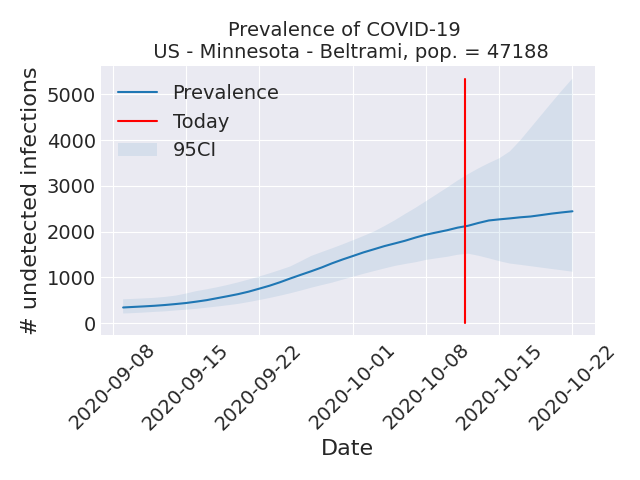 Prevalence of COVID-19
US - Minnesota - Beltrami, pop. = 47188
# undetected infections
5000
4000
3000
2000
1000
0
Prevalence
Today
95CI
2020-09-08
2020-09-15
2020-09-22
2020-10-01
2020-10-08
2020-10-15
2020-10-22
Date